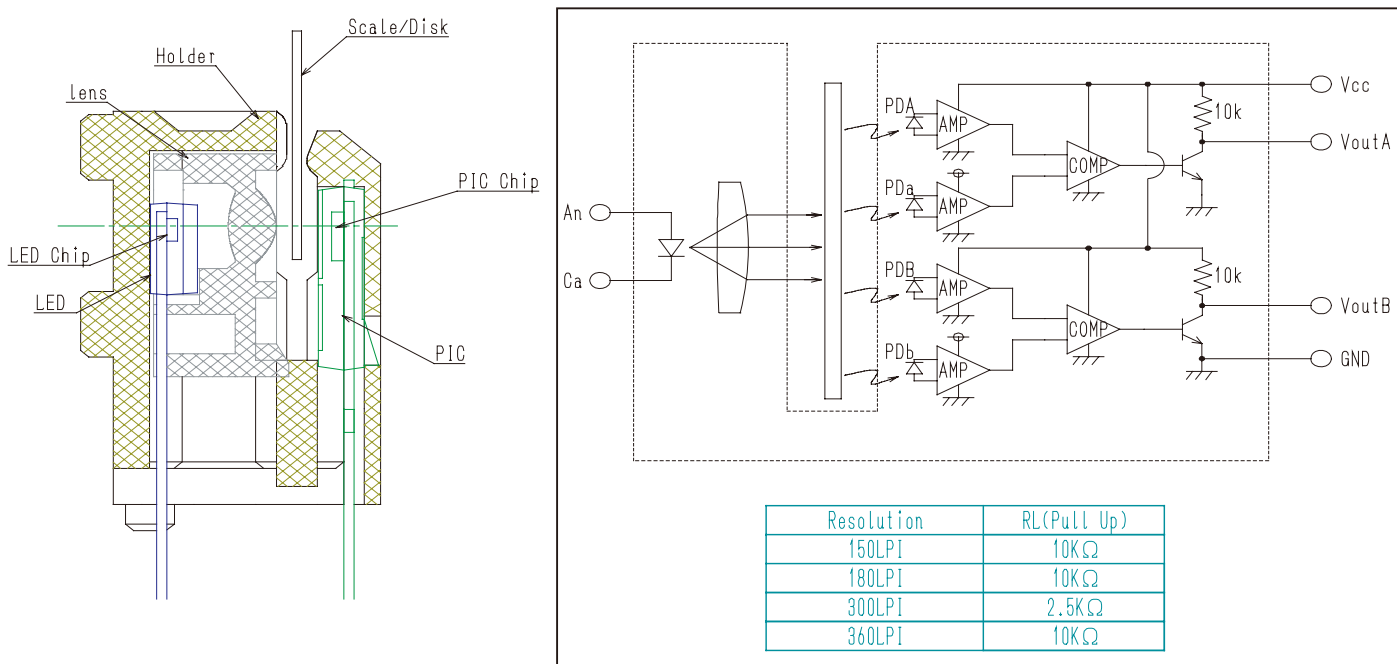 Scale/Disk
Holder
lens
PIC Chip
LED Chip
LED
PIC
An
Ca
PDA
AMP
PDa
AMP
PDB
AMP
PDb
AMP
COMP
COMP
10k
10k
Vcc
VoutA
VoutB
GND
Resolution RL(Pull Up)
150LPI 10KΩ
180LPI 10KΩ
300LPI 2.5KΩ
360LPI 10KΩ